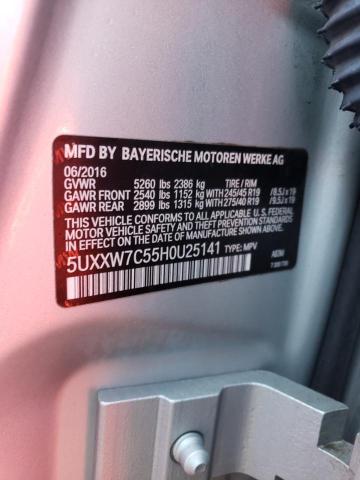 MFD BY BAYERISCHE MOTOREN WERKE AG
06/2016
GVWR 5260 lbs 2386 kg TIRE / RIM
GAWR FRONT 2540 lbs 1152 kg WITH 245/45 R19 /8.5J x 19
GAWR REAR 2899 lbs 1315 kg WITH 275/40 R19 /9.5J x 19
THIS VEHICLE CONFORMS TO ALL APPLICABLE
FEDERAL MOTOR VEHICLE SAFETY, BUMPER
AND THEFT PREVENTION STANDARDS IN EFFECT
ON THE DATE OF MANUFACTURE SHOWN ABOVE.
5UXXW7C55H0U25141 TYPE: MPV